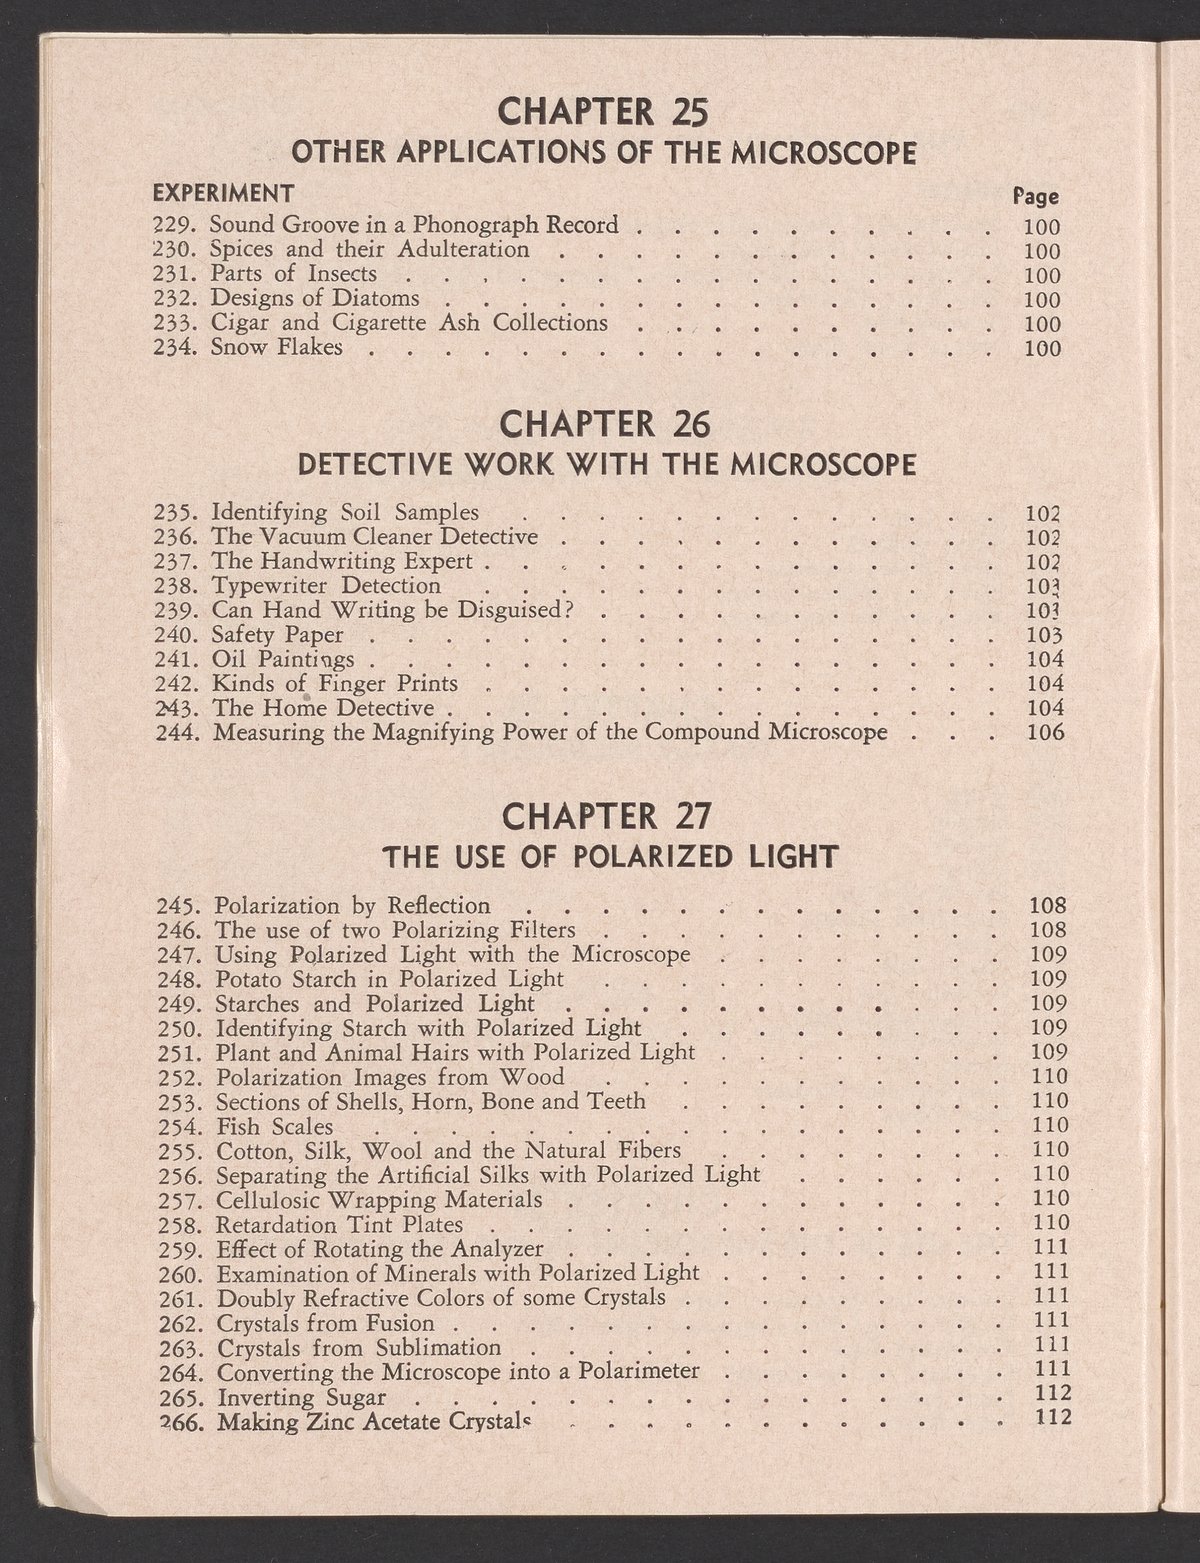 CHAPTER 25
OTHER APPLICATIONS OF THE MICROSCOPE
EXPERIMENT Page
229. Sound Groove in a Phonograph Record . . . . . . . . . . 100
230. Spices and their Adulteration . . . . . . . . . . . . 100
231. Parts of Insects . . . . . . . . . . . . . . . . 100
232. Designs of Diatoms . . . . . . . . . . . . . . . 100
233. Cigar and Cigarette Ash Collections . . . . . . . . . . 100
234. Snow Flakes . . . . . . . . . . . . . . . . . 100
CHAPTER 26
DETECTIVE WORK WITH THE MICROSCOPE
235. Identifying Soil Samples . . . . . . . . . . . . . 102
236. The Vacuum Cleaner Detective . . . . . . . . . . . . 102
237. The Handwriting Expert . . . . . . . . . . . . . . 102
238. Typewriter Detection . . . . . . . . . . . . . . 103
239. Can Hand Writing be Disguised? . . . . . . . . . . 103
240. Safety Paper . . . . . . . . . . . . . . . . . 103
241. Oil Paintings . . . . . . . . . . . . . . . . . 104
242. Kinds of Finger Prints . . . . . . . . . . . . . . 104
243. The Home Detective . . . . . . . . . . . . . . . 104
244. Measuring the Magnifying Power of the Compound Microscope . . . 106
CHAPTER 27
THE USE OF POLARIZED LIGHT
245. Polarization by Reflection . . . . . . . . . . . . . 108
246. The use of two Polarizing Filters . . . . . . . . . . . 108
247. Using Polarized Light with the Microscope . . . . . . . . 109
248. Potato Starch in Polarized Light . . . . . . . . . . . 109
249. Starches and Polarized Light . . . . . . . . . . . . 109
250. Identifying Starch with Polarized Light . . . . . . . . . 109
251. Plant and Animal Hairs with Polarized Light . . . . . . . . 109
252. Polarization Images from Wood . . . . . . . . . . . 110
253. Sections of Shells, Horn, Bone and Teeth . . . . . . . . . 110
254. Fish Scales . . . . . . . . . . . . . . . . . 110
255. Cotton, Silk, Wool and the Natural Fibers . . . . . . . . 110
256. Separating the Artificial Silks with Polarized Light . . . . . . 110
257. Cellulosic Wrapping Materials . . . . . . . . . . . . 110
258. Retardation Tint Plates . . . . . . . . . . . . . . 110
259. Effect of Rotating the Analyzer . . . . . . . . . . . . 111
260. Examination of Minerals with Polarized Light . . . . . . . . 111
261. Doubly Refractive Colors of some Crystals . . . . . . . . . 111
262. Crystals from Fusion . . . . . . . . . . . . . . . 111
263. Crystals from Sublimation . . . . . . . . . . . . . 111
264. Converting the Microscope into a Polarimeter . . . . . . . . 111
265. Inverting Sugar . . . . . . . . . . . . . . . . 112
266. Making Zinc Acetate Crystals . . . . . . . . . . . . 112